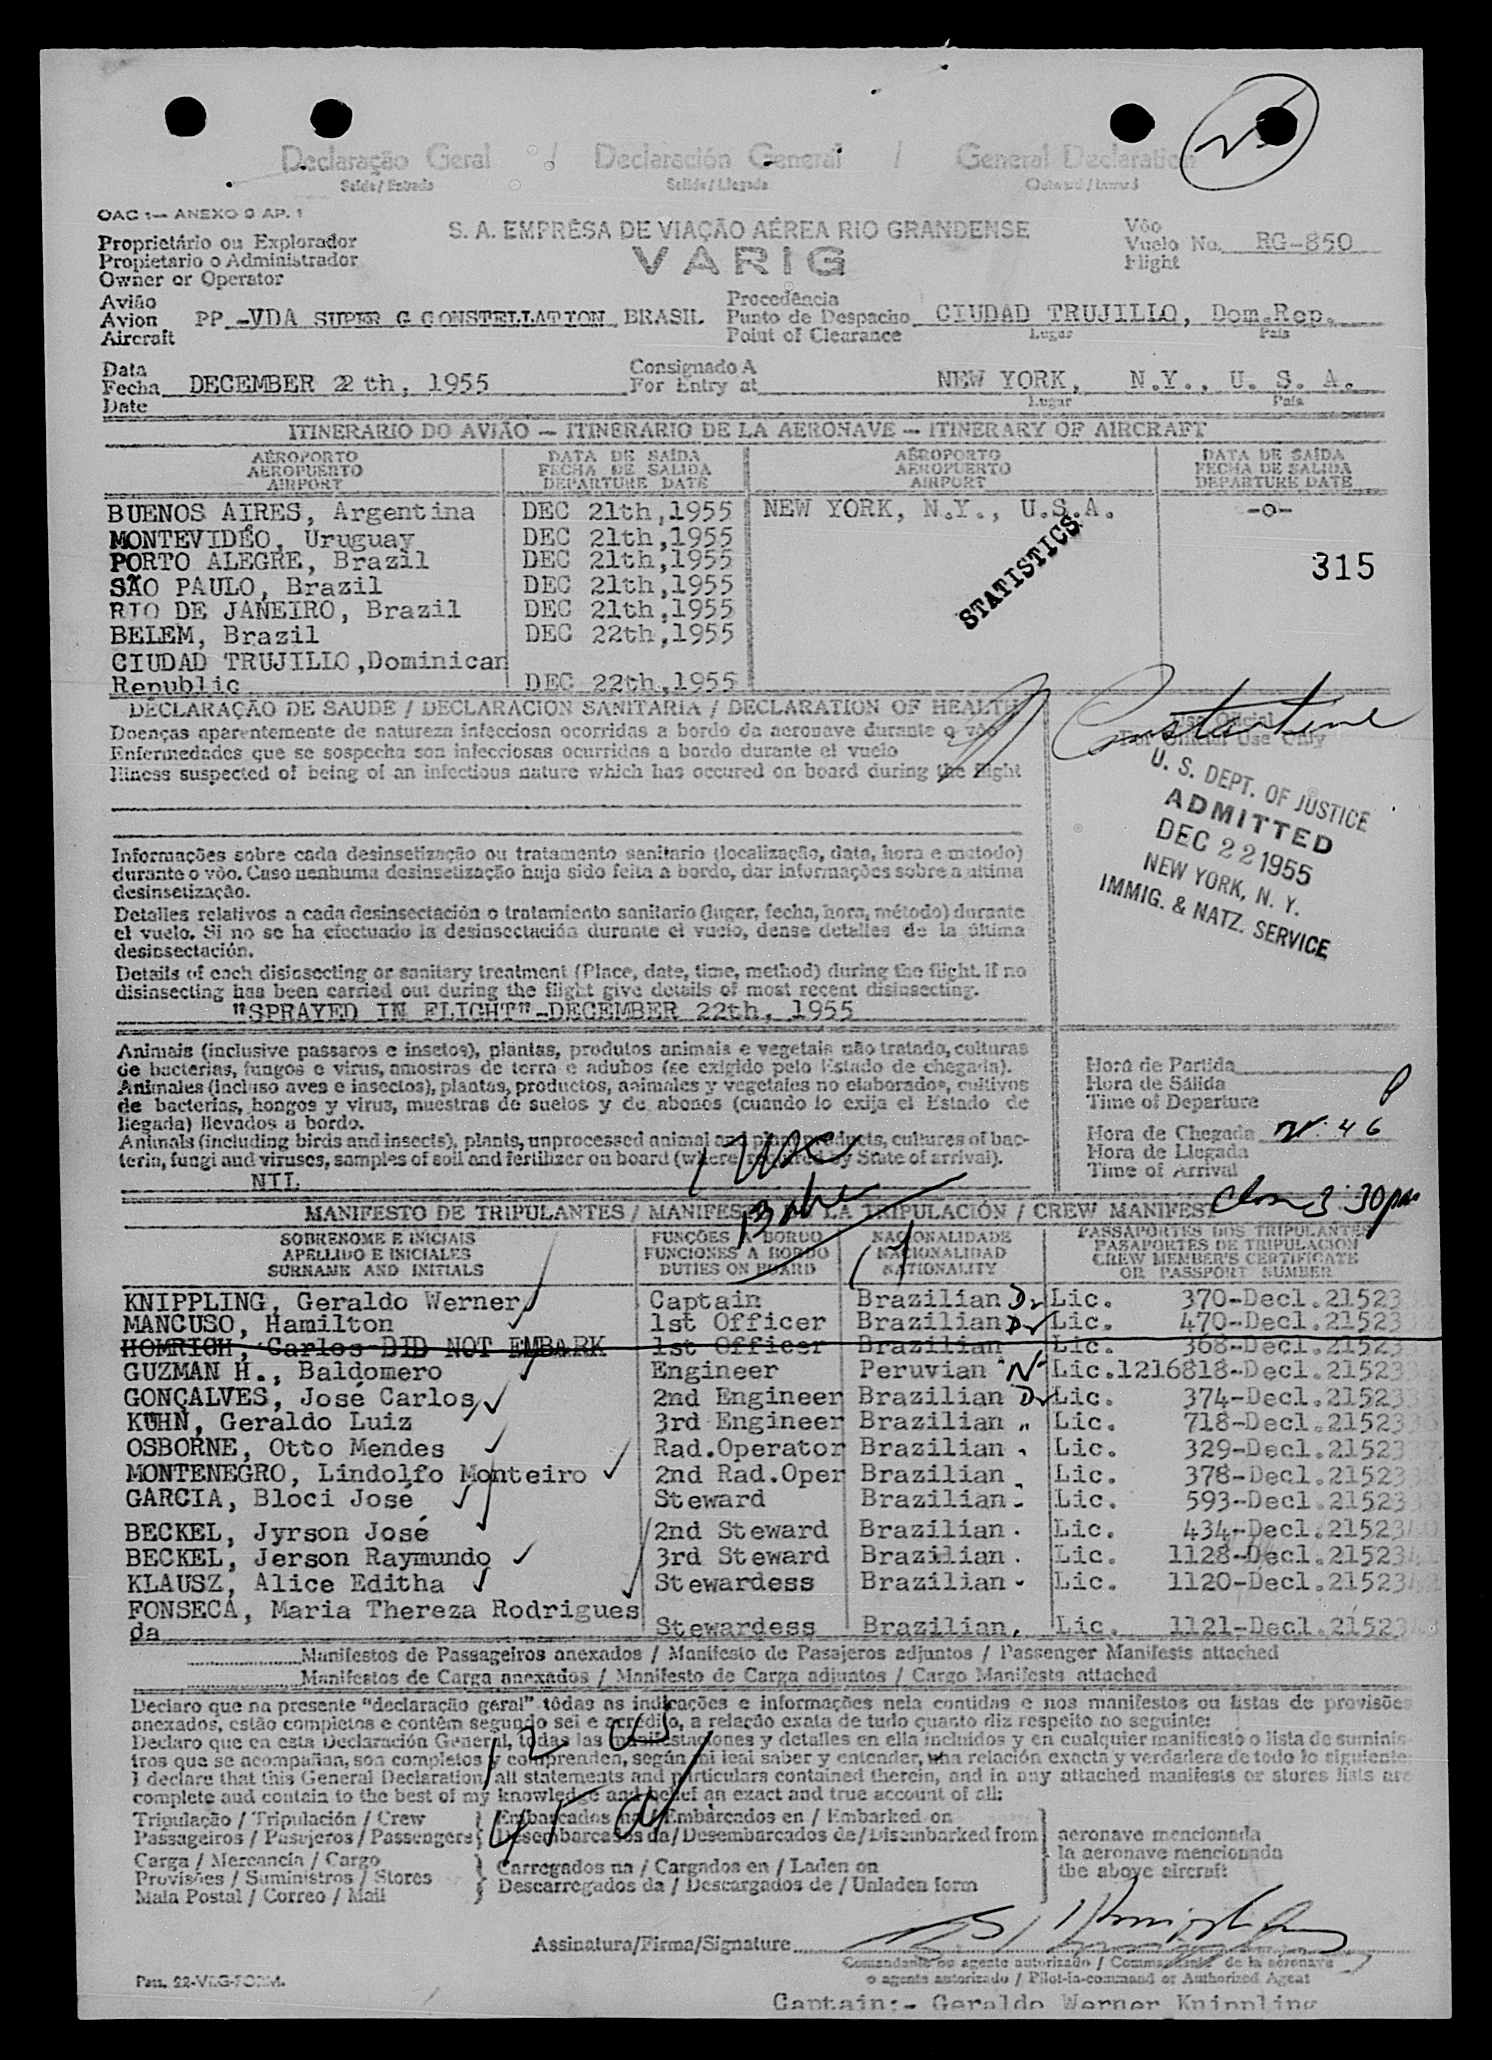 Declaração Geral / Declaración General / General Declaration
Saída / Entrada Salida / Llegada Outward / Inward
OAC 1— ANEXO 9 AP. 1
S. A. EMPRÊSA DE VIAÇÃO AÉREA RIO GRANDENSE
VARIG
Proprietário ou Explorador
Propietario o Administrador
Owner or Operator
Vôo
Vuelo No. RG-850
Flight
Avião
Avion PP -VDA SUPER G CONSTELLATION BRASIL
Aircraft
Procedência
Punto de Despacho CIUDAD TRUJILLO, Dom.Rep.
Point of Clearance Lugar País
Data
Fecha DECEMBER 22th, 1955
Date
Consignado A
For Entry at NEW YORK, N.Y., U. S. A.
Lugar País
ITINERARIO DO AVIÃO — ITINERÁRIO DE LA AERONAVE — ITINERARY OF AIRCRAFT
AÉROPORTO DATA DE SAÍDA AÉROPORTO DATA DE SAÍDA
AEROPUERTO FECHA DE SALIDA AEROPUERTO FECHA DE SALIDA
AIRPORT DEPARTURE DATE AIRPORT DEPARTURE DATE
BUENOS AIRES, Argentina DEC 21th,1955 NEW YORK, N.Y., U.S.A. -o-
MONTEVIDÉO, Uruguay DEC 21th,1955
PORTO ALEGRE, Brazil DEC 21th,1955
SÃO PAULO, Brazil DEC 21th,1955
RIO DE JANEIRO, Brazil DEC 21th,1955
BELEM, Brazil DEC 22th,1955
CIUDAD TRUJILLO,Dominican
Republic DEC 22th,1955
STATISTICS
315
DECLARAÇÃO DE SAUDE / DECLARACION SANITARIA / DECLARATION OF HEALTH
Doenças aparentemente de natureza infecciosa ocorridas a bordo da aeronave durante o vôo
Enfermedades que se sospecha son infecciosas ocurridas a bordo durante el vuelo
Illness suspected of being of an infectious nature which has occured on board during the flight
Uso Oficial
For Official Use Only
U. S. DEPT. OF JUSTICE
ADMITTED
DEC 22 1955
NEW YORK, N. Y.
IMMIG. & NATZ. SERVICE
Informações sobre cada desinsetização ou tratamento sanitario (localização, data, hora e metodo)
durante o vôo. Caso nenhuma desinsetização haja sido feita a bordo, dar informações sobre a ultima
desinsetização.
Detalles relativos a cada desinsectación o tratamiento sanitario (lugar, fecha, hora, método) durante
el vuelo. Si no se ha efectuado la desinsectación durante el vuelo, dense detalles de la última
desinsectación.
Details of each disinsecting or sanitary treatment (Place, date, time, method) during the flight. If no
disinsecting has been carried out during the flight give details of most recent disinsecting.
"SPRAYED IN FLIGHT"-DECEMBER 22th, 1955
Animais (inclusive passaros e insetos), plantas, produtos animais e vegetais não tratado, culturas
de bacterias, fungos e virus, amostras de terra e adubos (se exigido pelo Estado de chegada).
Animales (incluso aves e insectos), plantas, productos, animales y vegetales no elaborados, cultivos
de bacterias, hongos y virus, muestras de suelos y de abonos (cuando lo exija el Estado de
llegada) llevados a bordo.
Animals (including birds and insects), plants, unprocessed animal and plant products, cultures of bac-
teria, fungi and viruses, samples of soil and fertilizer on board (where required by State of arrival).
NIL
Hora de Partida
Hora de Sálida
Time of Departure
Hora de Chegada
Hora de Llegada
Time of Arrival
3 30pm
MANIFESTO DE TRIPULANTES / MANIFESTO DE LA TRIPULACIÓN / CREW MANIFEST
SOBRENOME E INICIAIS FUNÇÕES A BORDO NACIONALIDADE PASSAPORTES DOS TRIPULANTES
APELLIDO E INICIALES FUNCIONES A BORDO NACIONALIDAD PASAPORTES DE TRIPULACIÓN
SURNAME AND INITIALS DUTIES ON BOARD NATIONALITY CREW MEMBER'S CERTIFICATE
OR PASSPORT NUMBER
KNIPPLING, Geraldo Werner Captain Brazilian Lic. 370-Decl.21523
MANCUSO, Hamilton 1st Officer Brazilian Lic. 470-Decl.21523
HOMRICH, Carlos DID NOT EMBARK 1st Officer Brazilian Lic. 368-Decl.21523
GUZMAN H., Baldomero Engineer Peruvian Lic.1216818-Decl.21523
GONÇALVES, José Carlos 2nd Engineer Brazilian Lic. 374-Decl.21523
KÜHN, Geraldo Luiz 3rd Engineer Brazilian Lic. 718-Decl.21523
OSBORNE, Otto Mendes Rad.Operator Brazilian Lic. 329-Decl.21523
MONTENEGRO, Lindolfo Monteiro 2nd Rad.Oper Brazilian Lic. 378-Decl.21523
GARCIA, Bloci José Steward Brazilian Lic. 593-Decl.21523
BECKEL, Jyrson José 2nd Steward Brazilian Lic. 434-Decl.21523
BECKEL, Jerson Raymundo 3rd Steward Brazilian Lic. 1128-Decl.21523
KLAUSZ, Alice Editha Stewardess Brazilian Lic. 1120-Decl.21523
FONSECA, Maria Thereza Rodrigues
da Stewardess Brazilian Lic. 1121-Decl.21523
Manifestos de Passageiros anexados / Manifiesto de Pasajeros adjuntos / Passenger Manifests attached
Manifestos de Carga anexados / Manifesto de Carga adjuntos / Cargo Manifests attached
Declaro que na presente "declaração geral" tôdas as indicações e informações nela contidas e nos manifestos ou listas de provisões
anexados, estão completos e contêm segundo sei e acredito, a relação exata de tudo quanto diz respeito ao seguinte:
Declaro que en esta Declaración General, todas las manifestaciones y detalles en ella incluidos y en cualquier manifiesto o lista de suminis-
tros que se acompañan, son completos y comprenden, según mi leal saber y entender, una relación exacta y verdadera de todo lo siguiente:
I declare that this General Declaration, all statements and particulars contained therein, and in any attached manifests or stores lists are
complete and contain to the best of my knowledge and belief an exact and true account of all:
Tripulação / Tripulación / Crew
Passageiros / Pasajeros / Passengers
Embarcados na / Embarcados en / Embarked on
Desembarcados da / Desembarcados de / Disembarked from
Carga / Mercancia / Cargo
Provisões / Suministros / Stores
Mala Postal / Correo / Mail
Carregados na / Cargados en / Laden on
Descarregados da / Descargados de / Unladen form
aeronave mencionada
la aeronave mencionada
the above aircraft
Assinatura/Firma/Signature
Comandante ou agente autorizado / Commandante de la aeronave
o agente autorizado / Pilot-in-command or Authorized Agent
Captain:- Geraldo Werner Knippling